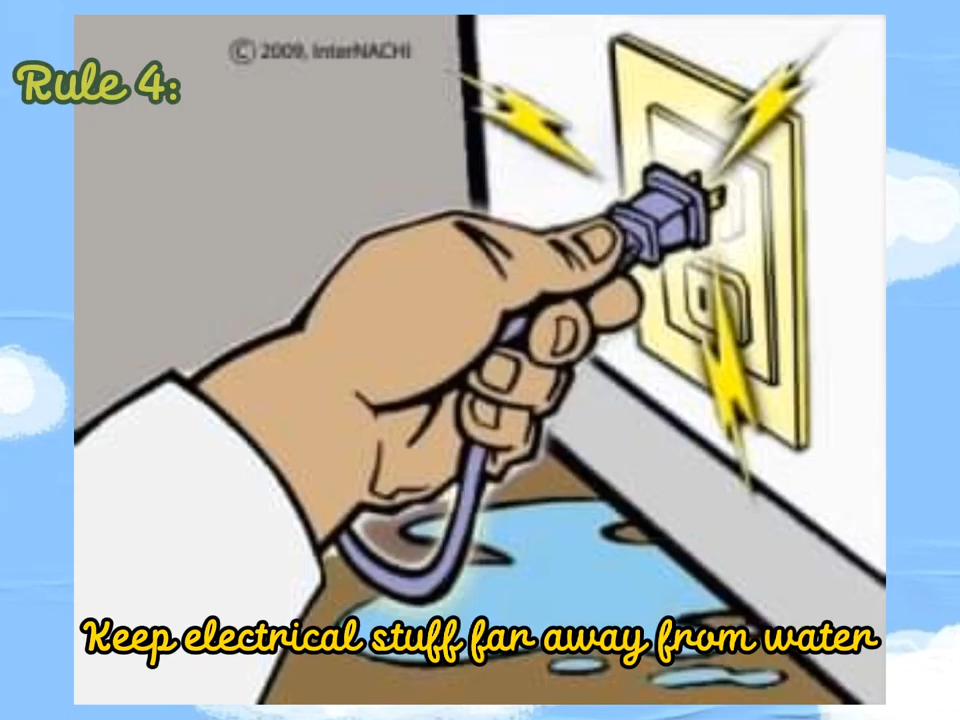 © 2009, InterNACHI
Rule 4:
Keep electrical stuff far away from water